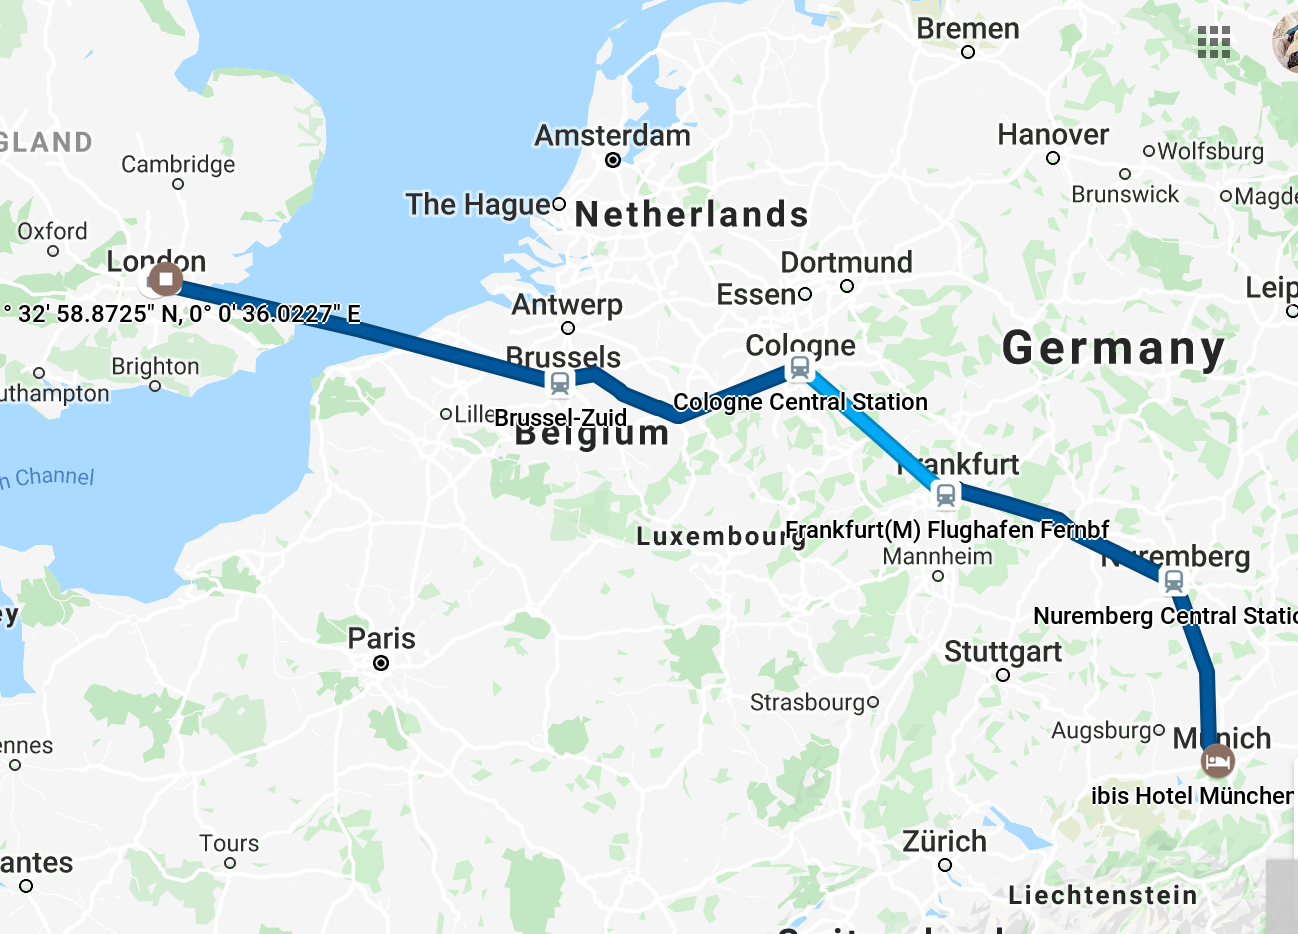 Bremen
Amsterdam
Hanover
GLAND
Wolfsburg
Cambridge
Brunswick
Magde
The Hague
Netherlands
Oxford
London
Dortmund
Essen
Leip
Antwerp
° 32' 58.8725" N, 0° 0' 36.0227" E
Cologne
Germany
Brussels
Brighton
uthampton
Cologne Central Station
Lille
Brussel-Zuid
Belgium
Frankfurt
n Channel
Frankfurt(M) Flughafen Fernbf
Luxembourg
Mannheim
Nuremberg
ey
Nuremberg Central Statio
Paris
Stuttgart
Strasbourg
Augsburg
Munich
ennes
ibis Hotel München
Tours
Zürich
antes
Liechtenstein